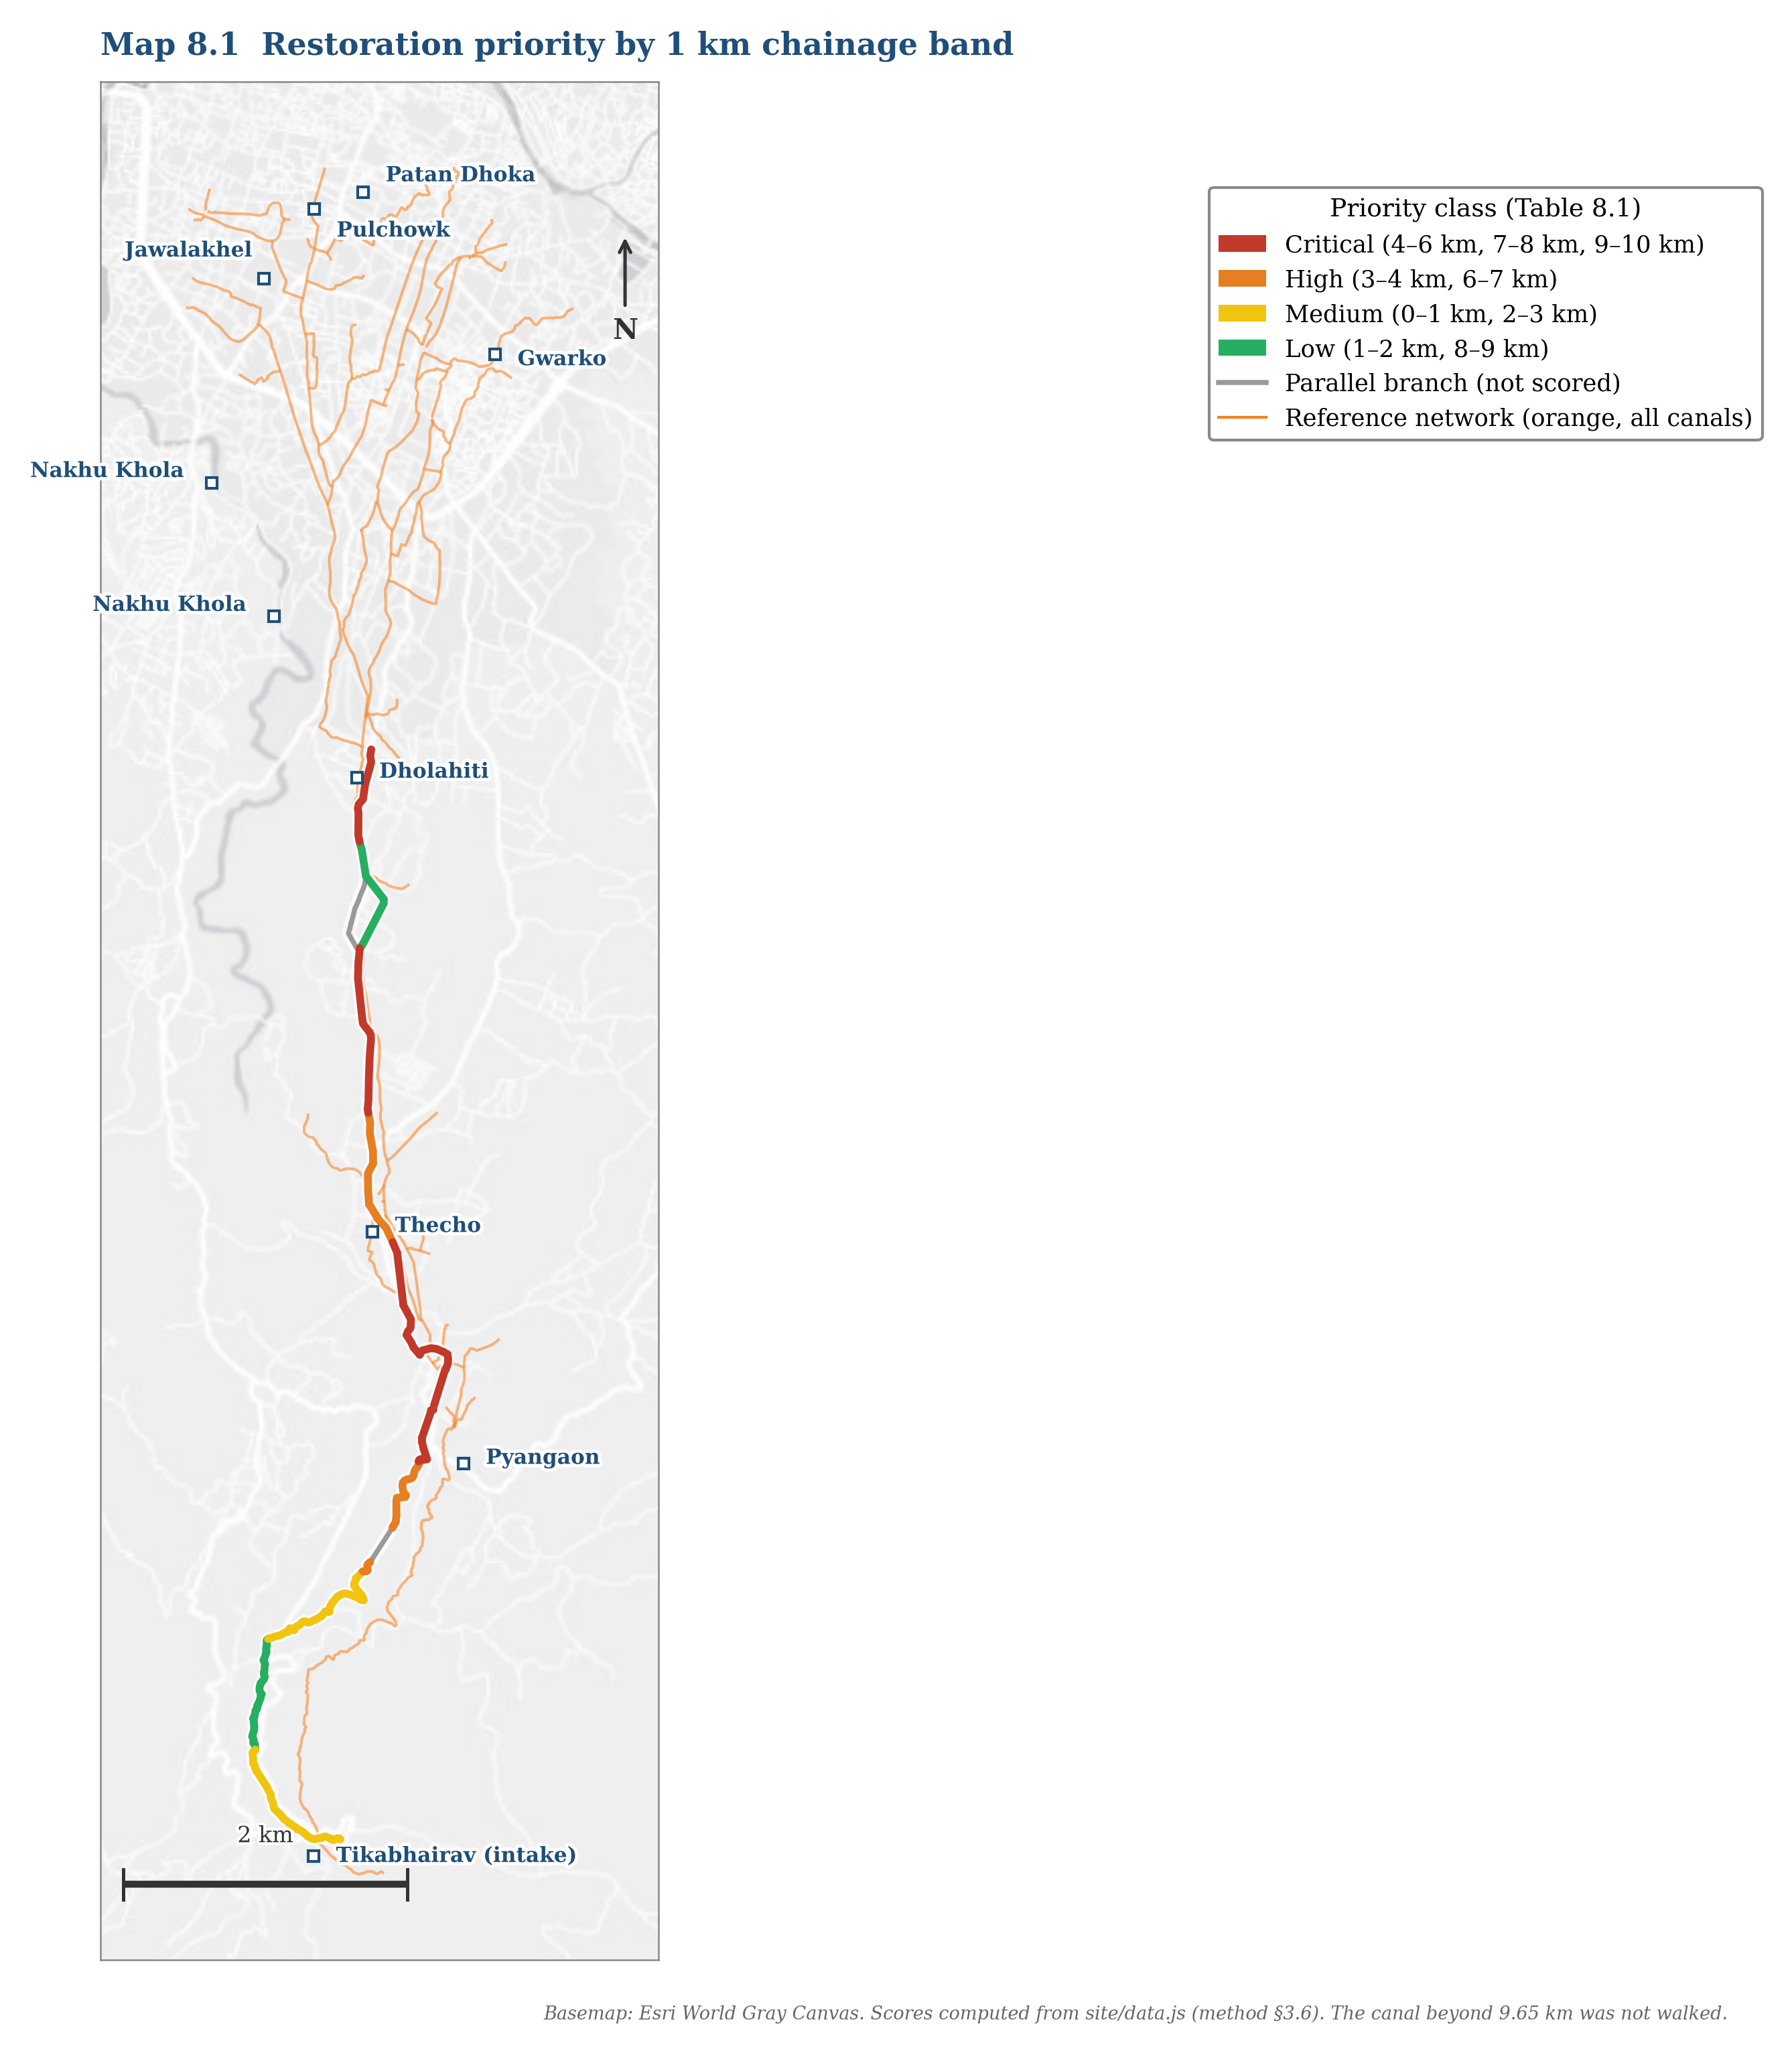 Map 8.1  Restoration priority by 1 km chainage band
Patan Dhoka
Pulchowk
Jawalakhel
N
Gwarko
Nakhu Khola
Nakhu Khola
Dholahiti
Thecho
Pyangaon
2 km
Tikabhairav (intake)
Priority class (Table 8.1)
Critical (4–6 km, 7–8 km, 9–10 km)
High (3–4 km, 6–7 km)
Medium (0–1 km, 2–3 km)
Low (1–2 km, 8–9 km)
Parallel branch (not scored)
Reference network (orange, all canals)
Basemap: Esri World Gray Canvas. Scores computed from site/data.js (method §3.6). The canal beyond 9.65 km was not walked.